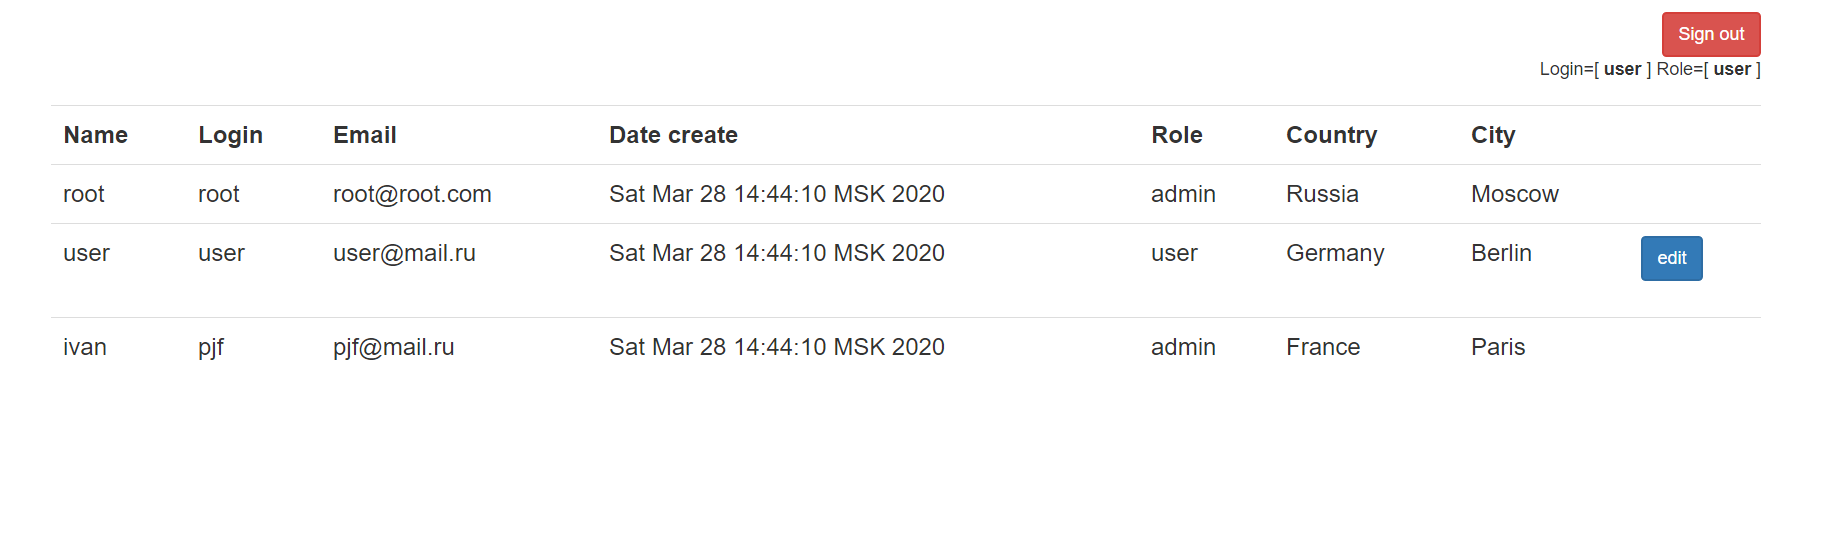 Sign out
Login=[ user ] Role=[ user ]
Name Login Email Date create Role Country City
root root root@root.com Sat Mar 28 14:44:10 MSK 2020 admin Russia Moscow
user user user@mail.ru Sat Mar 28 14:44:10 MSK 2020 user Germany Berlin edit
ivan pjf pjf@mail.ru Sat Mar 28 14:44:10 MSK 2020 admin France Paris